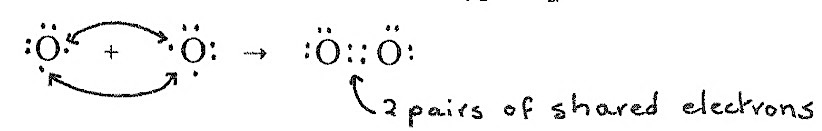 :Ö· + ·Ö: → :Ö::Ö:
2 pairs of shared electrons